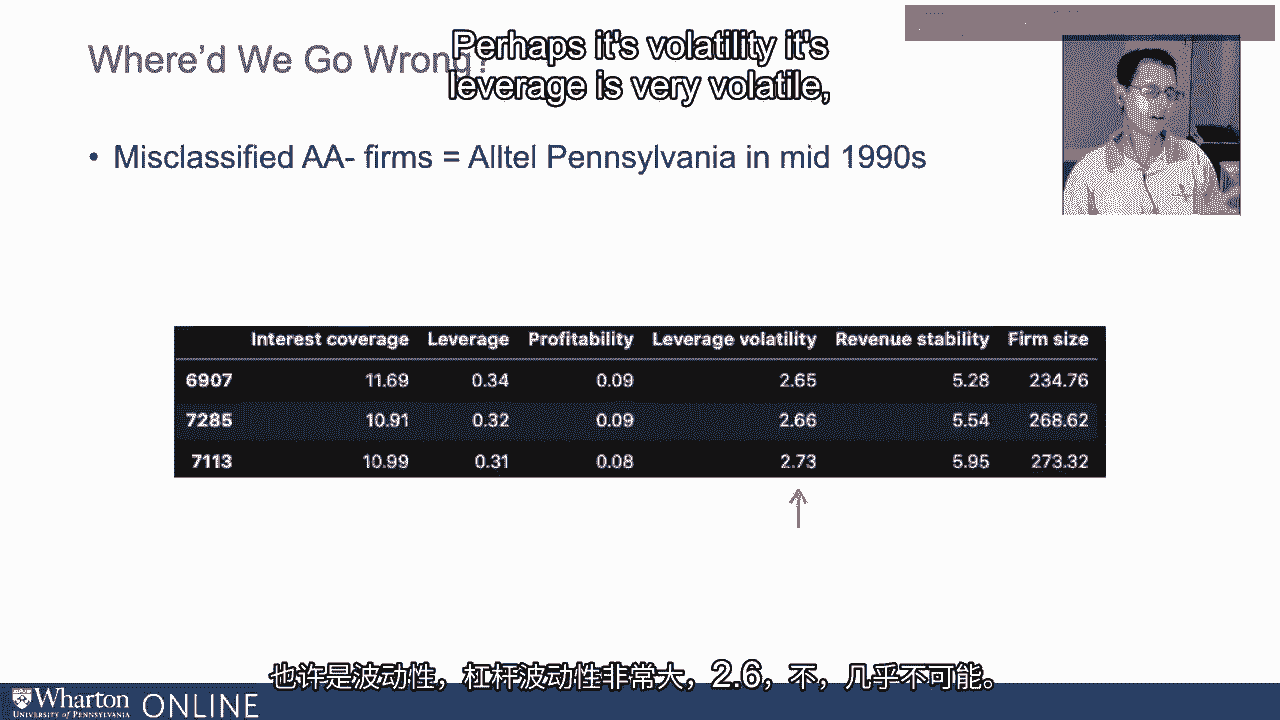 Where'd We Go Wrong?
Perhaps it's volatility it's
leverage is very volatile,
• Misclassified AA- firms = Alltel Pennsylvania in mid 1990s
Interest coverage Leverage Profitability Leverage volatility Revenue stability Firm size
6907 11.69 0.34 0.09 2.65 5.28 234.76
7285 10.91 0.32 0.09 2.66 5.54 268.62
7113 10.99 0.31 0.08 2.73 5.95 273.32
也许是波动性，杠杆波动性非常大，2.6，不，几乎不可能。
Wharton ONLINE
UNIVERSITY of PENNSYLVANIA